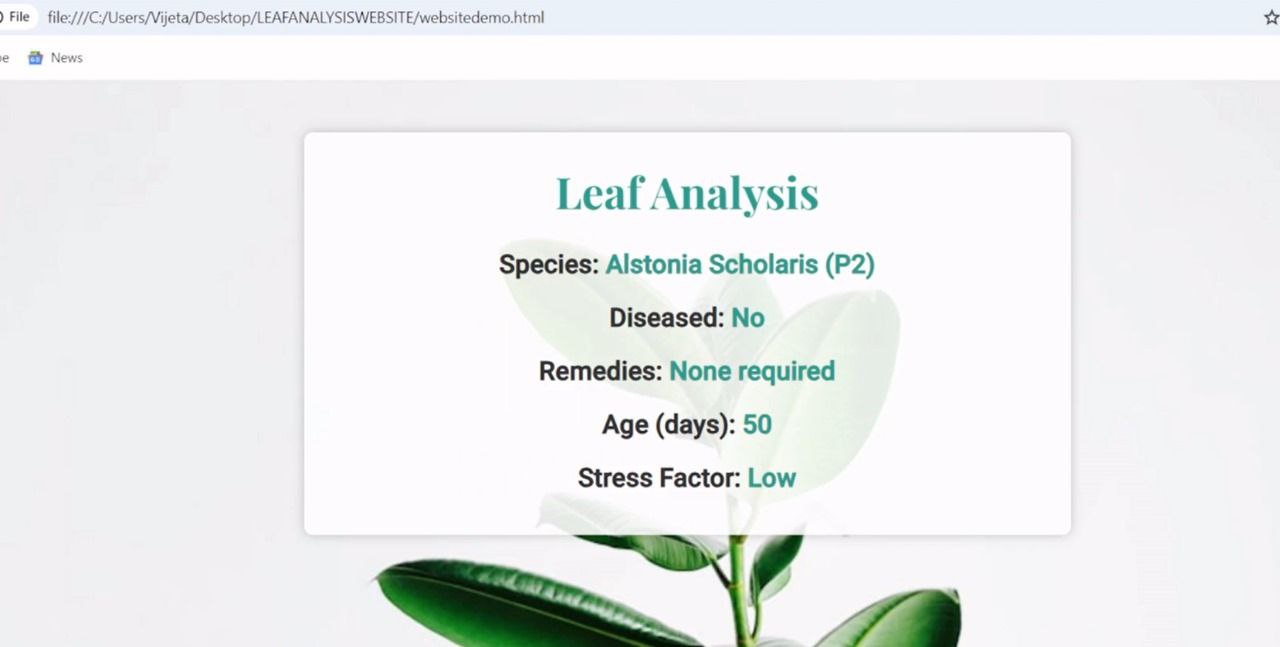 File file:///C:/Users/Vijeta/Desktop/LEAFANALYSISWEBSITE/websitedemo.html
News
Leaf Analysis
Species: Alstonia Scholaris (P2)
Diseased: No
Remedies: None required
Age (days): 50
Stress Factor: Low